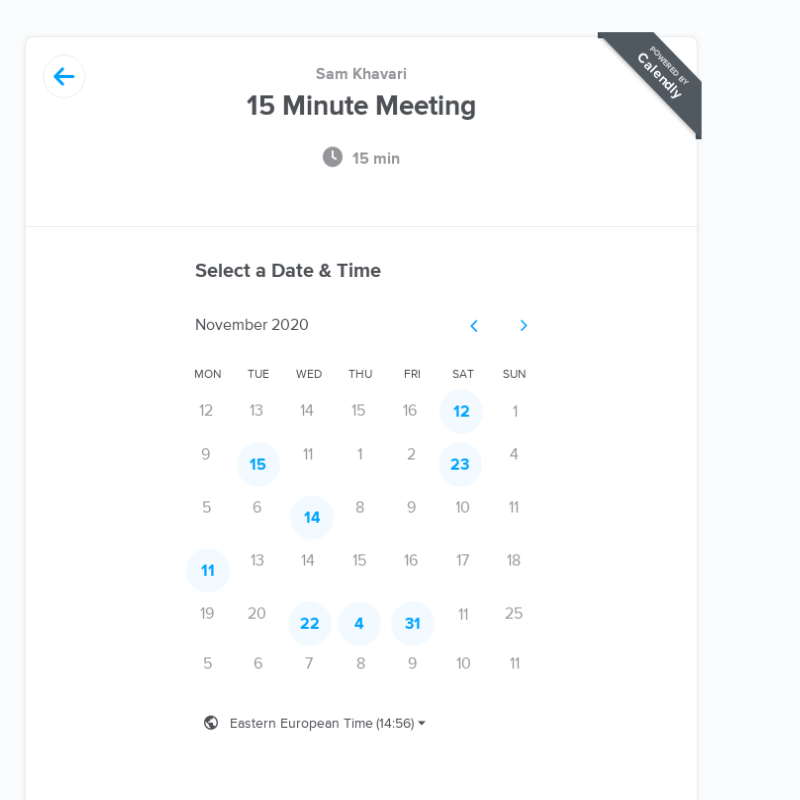 POWERED BY
Calendly
Sam Khavari
15 Minute Meeting
15 min
Select a Date & Time
November 2020
MON TUE WED THU FRI SAT SUN
12 13 14 15 16 12 1
9 15 11 1 2 23 4
5 6 14 8 9 10 11
11 13 14 15 16 17 18
19 20 22 4 31 11 25
5 6 7 8 9 10 11
Eastern European Time (14:56)